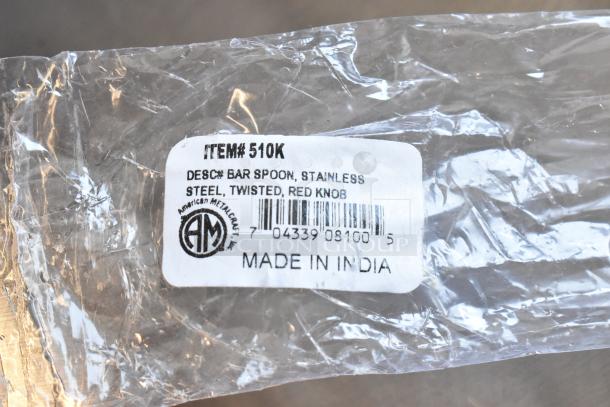 ITEM# 510K
DESC# BAR SPOON, STAINLESS
STEEL, TWISTED, RED KNOB
American METALCRAFT, INC.
AM
7 04339 08100 5
MADE IN INDIA